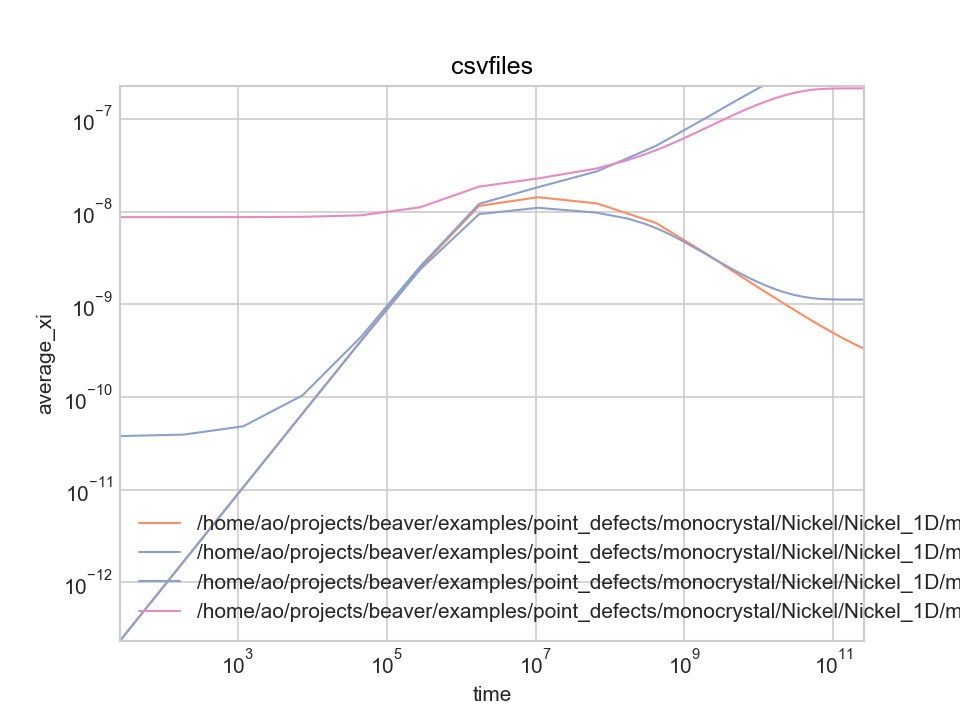 csvfiles
average_xi
10^−7
10^−8
10^−9
10^−10
10^−11
10^−12
/home/ao/projects/beaver/examples/point_defects/monocrystal/Nickel/Nickel_1D/m
/home/ao/projects/beaver/examples/point_defects/monocrystal/Nickel/Nickel_1D/m
/home/ao/projects/beaver/examples/point_defects/monocrystal/Nickel/Nickel_1D/m
/home/ao/projects/beaver/examples/point_defects/monocrystal/Nickel/Nickel_1D/m
10^3 10^5 10^7 10^9 10^11
time